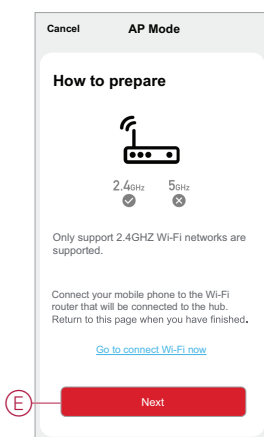 Cancel AP Mode
How to prepare
2.4GHz 5GHz
Only support 2.4GHZ Wi-Fi networks are
supported.
Connect your mobile phone to the Wi-Fi
router that will be connected to the hub.
Return to this page when you have finished.
Go to connect Wi-Fi now
E Next